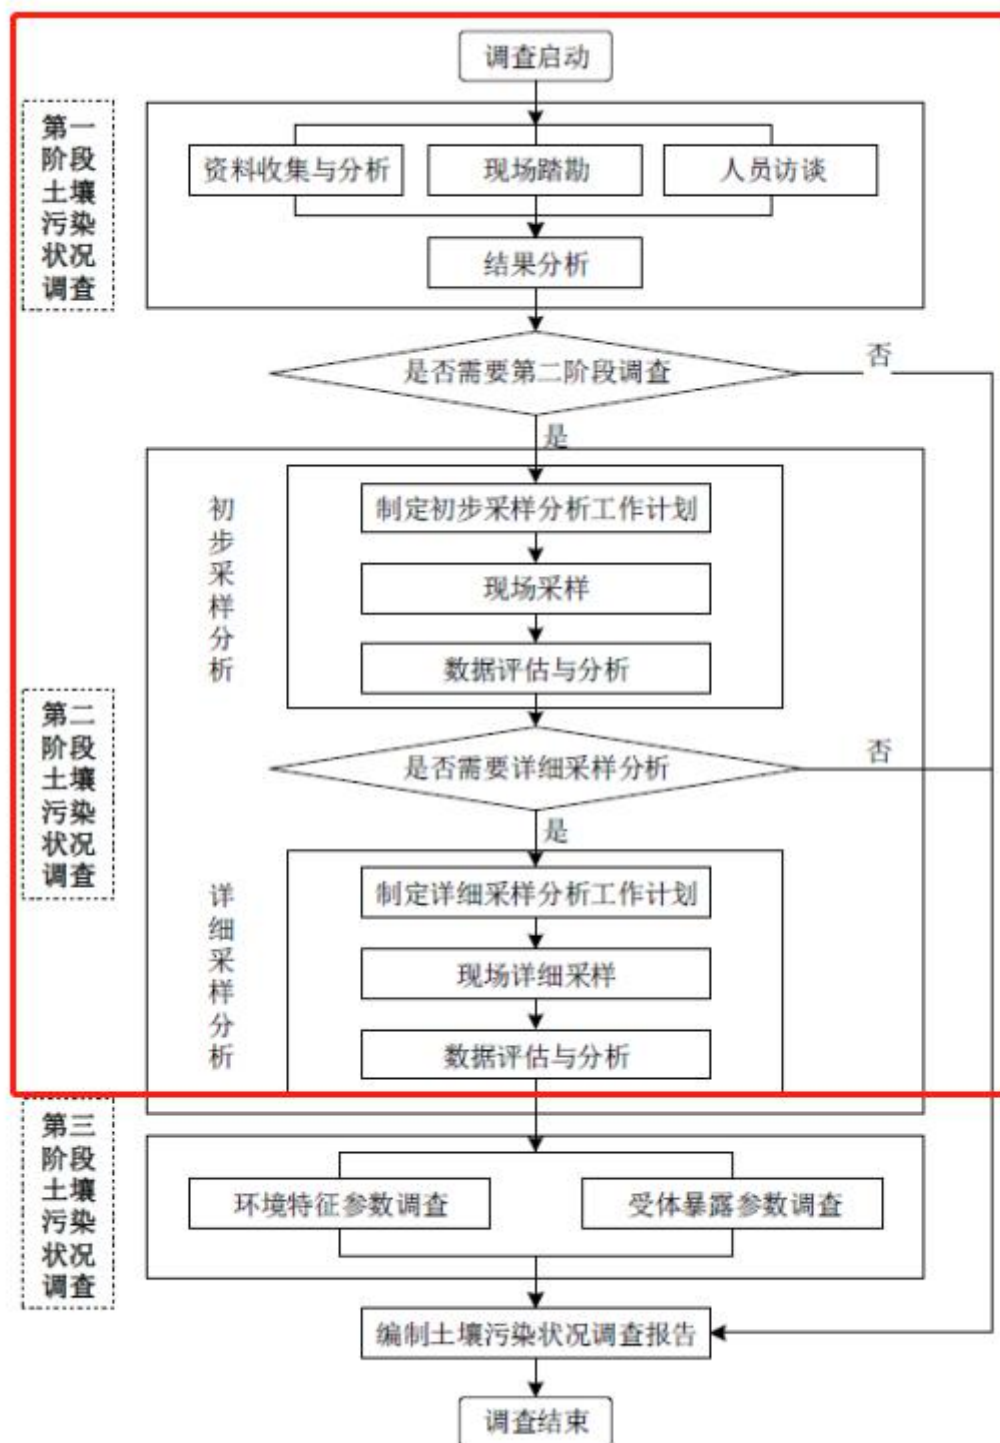 调查启动
第一
阶段
土壤
污染
状况
调查
资料收集与分析
现场踏勘
人员访谈
结果分析
是否需要第二阶段调查
否
是
初
步
采
样
分
析
制定初步采样分析工作计划
现场采样
数据评估与分析
第二
阶段
土壤
污染
状况
调查
是否需要详细采样分析
否
是
详
细
采
样
分
析
制定详细采样分析工作计划
现场详细采样
数据评估与分析
第三
阶段
土壤
污染
状况
调查
环境特征参数调查
受体暴露参数调查
编制土壤污染状况调查报告
调查结束